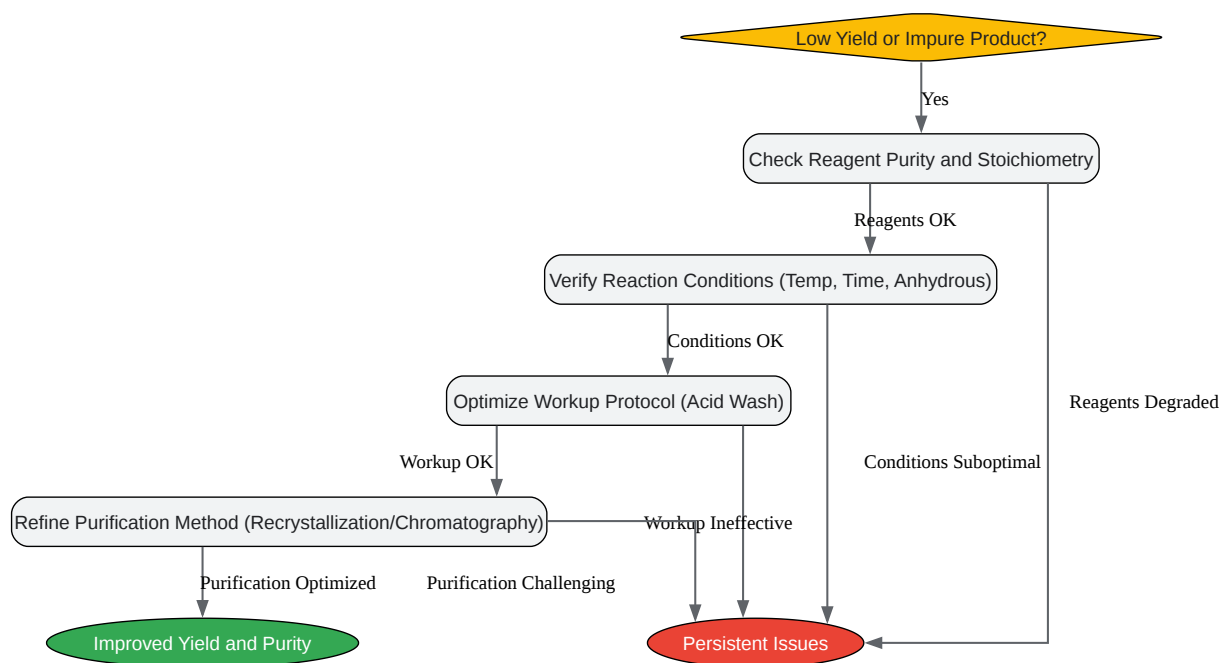 Low Yield or Impure Product?
Yes
Check Reagent Purity and Stoichiometry
Reagents OK
Verify Reaction Conditions (Temp, Time, Anhydrous)
Conditions OK
Optimize Workup Protocol (Acid Wash)
Reagents Degraded
Workup OK
Conditions Suboptimal
Refine Purification Method (Recrystallization/Chromatography)
Workup Ineffective
Purification Optimized
Purification Challenging
Improved Yield and Purity
Persistent Issues